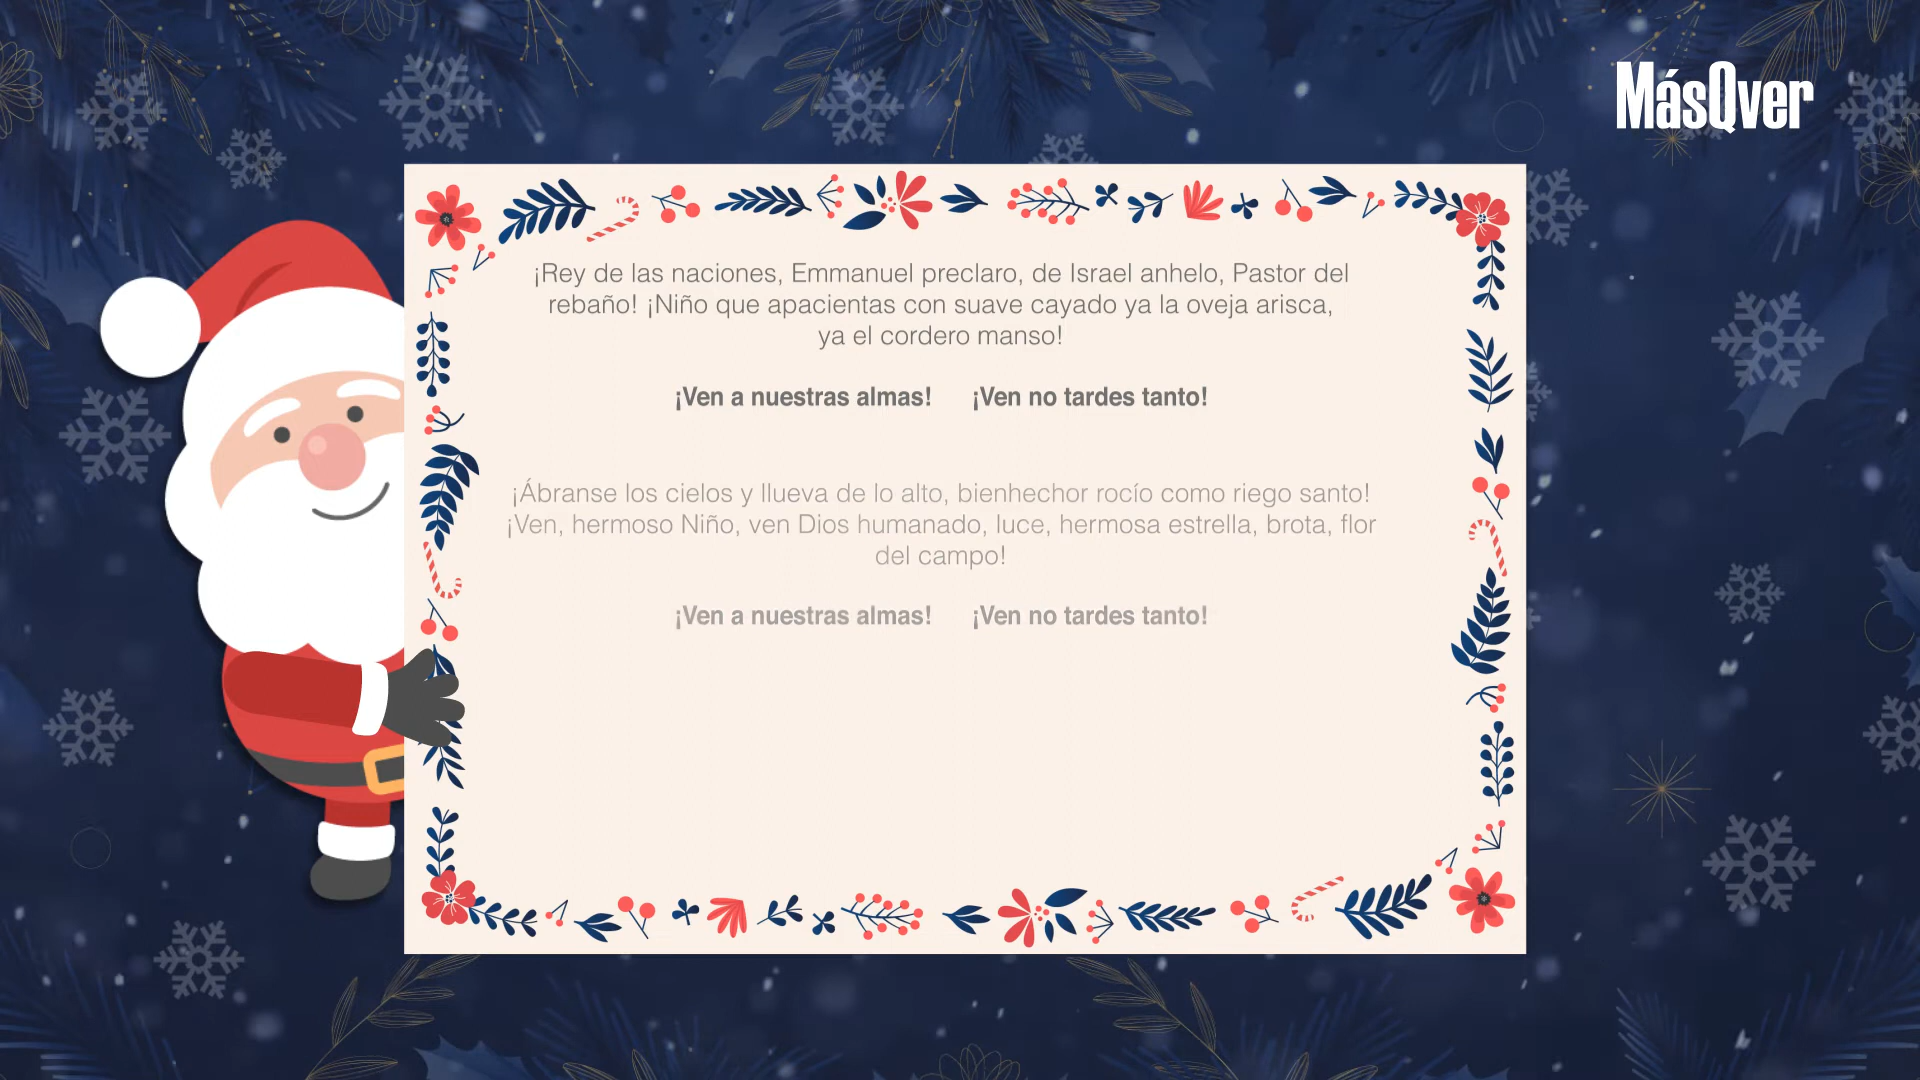 MásQver
¡Rey de las naciones, Emmanuel preclaro, de Israel anhelo, Pastor del
rebaño! ¡Niño que apacientas con suave cayado ya la oveja arisca,
ya el cordero manso!
¡Ven a nuestras almas! ¡Ven no tardes tanto!
¡Ábranse los cielos y llueva de lo alto, bienhechor rocío como riego santo!
¡Ven, hermoso Niño, ven Dios humanado, luce, hermosa estrella, brota, flor
del campo!
¡Ven a nuestras almas! ¡Ven no tardes tanto!